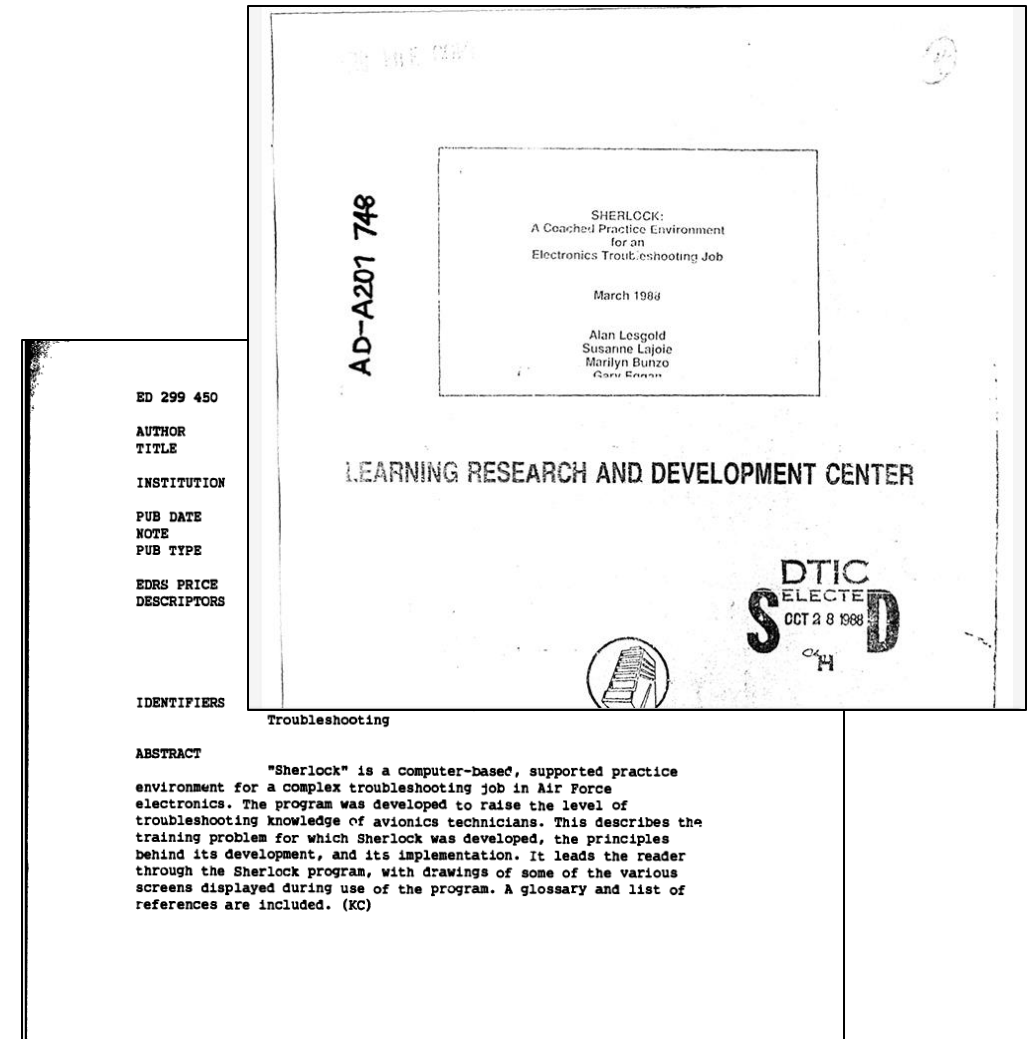 AD-A201 748
SHERLOCK:
A Coached Practice Environment
for an
Electronics Troubleshooting Job
March 1988
Alan Lesgold
Susanne Lajoie
Marilyn Bunzo
Gary Eggan
LEARNING RESEARCH AND DEVELOPMENT CENTER
DTIC
ELECTE
OCT 28 1988
S D
H
ED 299 450
AUTHOR
TITLE
INSTITUTION
PUB DATE
NOTE
PUB TYPE
EDRS PRICE
DESCRIPTORS
IDENTIFIERS
Troubleshooting
ABSTRACT
"Sherlock" is a computer-based, supported practice
environment for a complex troubleshooting job in Air Force
electronics. The program was developed to raise the level of
troubleshooting knowledge of avionics technicians. This describes the
training problem for which Sherlock was developed, the principles
behind its development, and its implementation. It leads the reader
through the Sherlock program, with drawings of some of the various
screens displayed during use of the program. A glossary and list of
references are included. (KC)